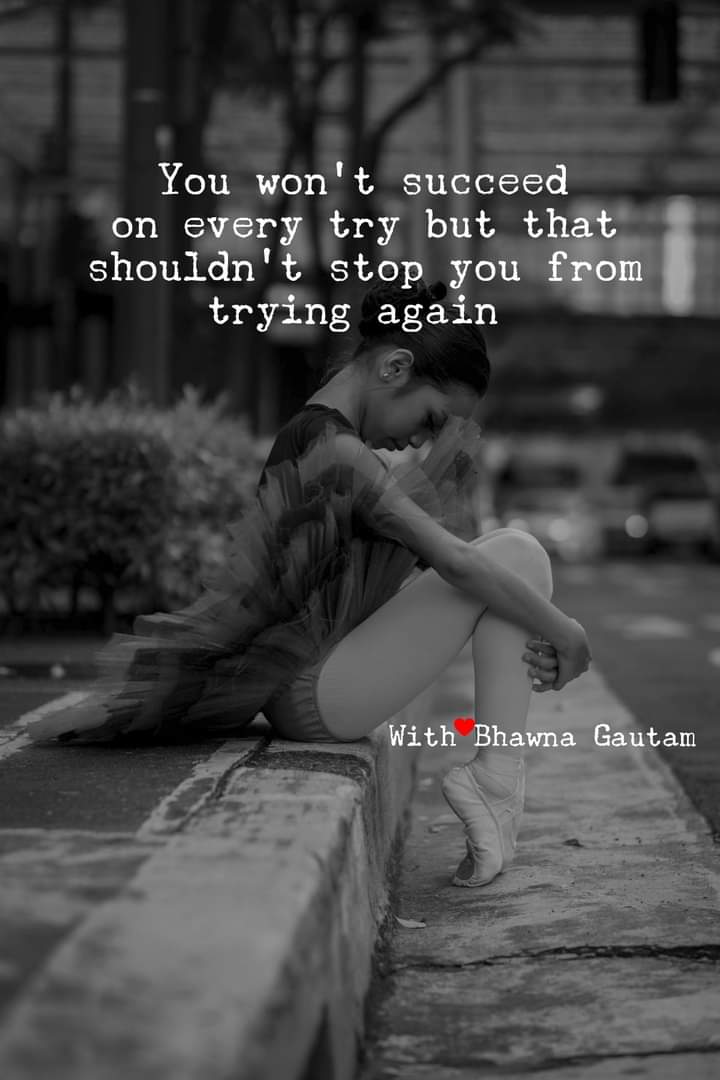 You won't succeed
on every try but that
shouldn't stop you from
trying again
With❤Bhawna Gautam